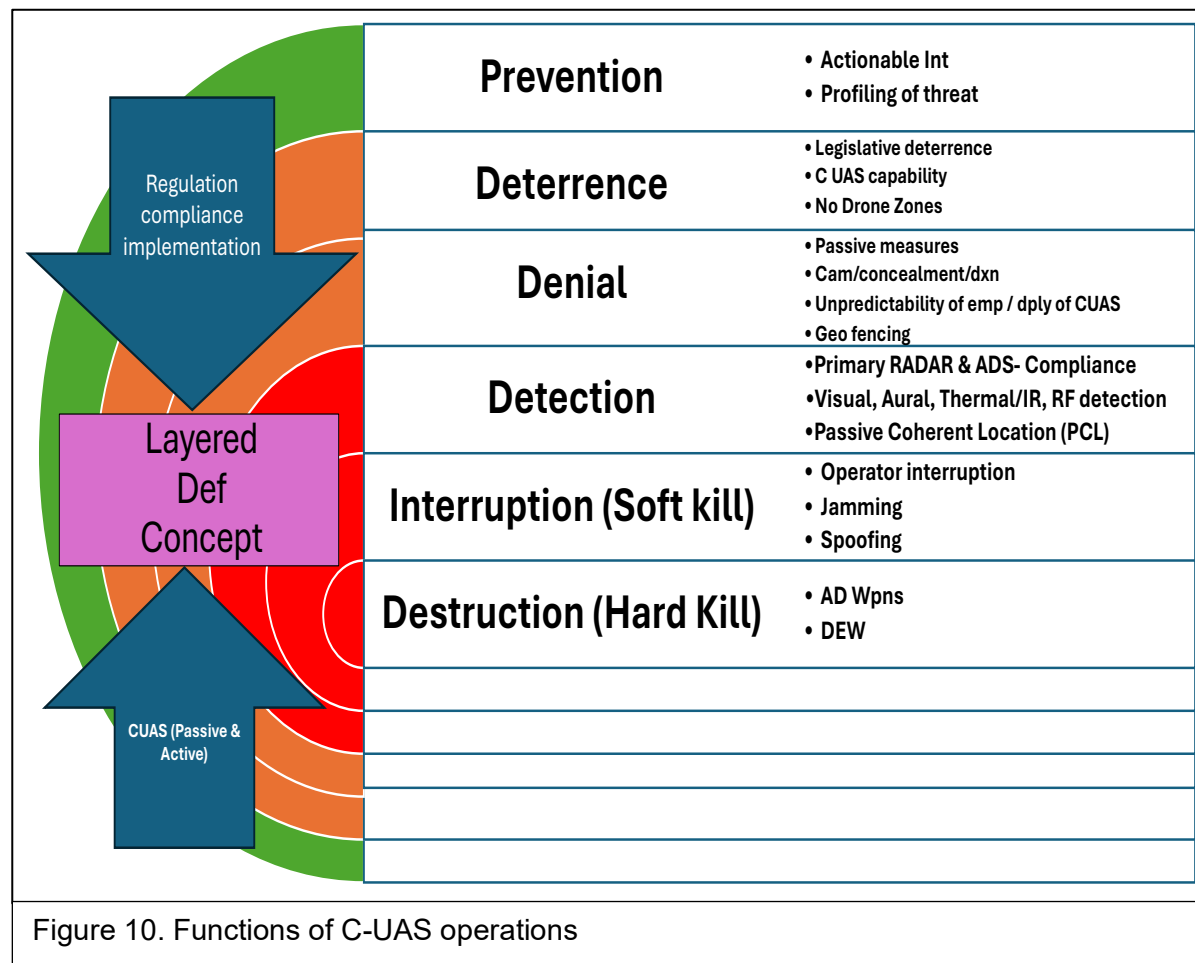 Prevention
• Actionable Int
• Profiling of threat
Regulation
compliance
implementation
Deterrence
• Legislative deterrence
• C UAS capability
• No Drone Zones
Denial
• Passive measures
• Cam/concealment/dxn
• Unpredictability of emp / dply of CUAS
• Geo fencing
Detection
•Primary RADAR & ADS- Compliance
•Visual, Aural, Thermal/IR, RF detection
•Passive Coherent Location (PCL)
Layered
Def
Concept
Interruption (Soft kill)
• Operator interruption
• Jamming
• Spoofing
Destruction (Hard Kill)
• AD Wpns
• DEW
CUAS (Passive &
Active)
Figure 10. Functions of C-UAS operations